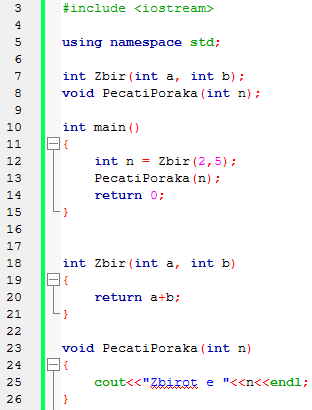 3 #include <iostream>
4
5 using namespace std;
6
7 int Zbir(int a, int b);
8 void PecatiPoraka(int n);
9
10 int main()
11 {
12 int n = Zbir(2,5);
13 PecatiPoraka(n);
14 return 0;
15 }
16
17
18 int Zbir(int a, int b)
19 {
20 return a+b;
21 }
22
23 void PecatiPoraka(int n)
24 {
25 cout<<"Zbirot e "<<n<<endl;
26 }